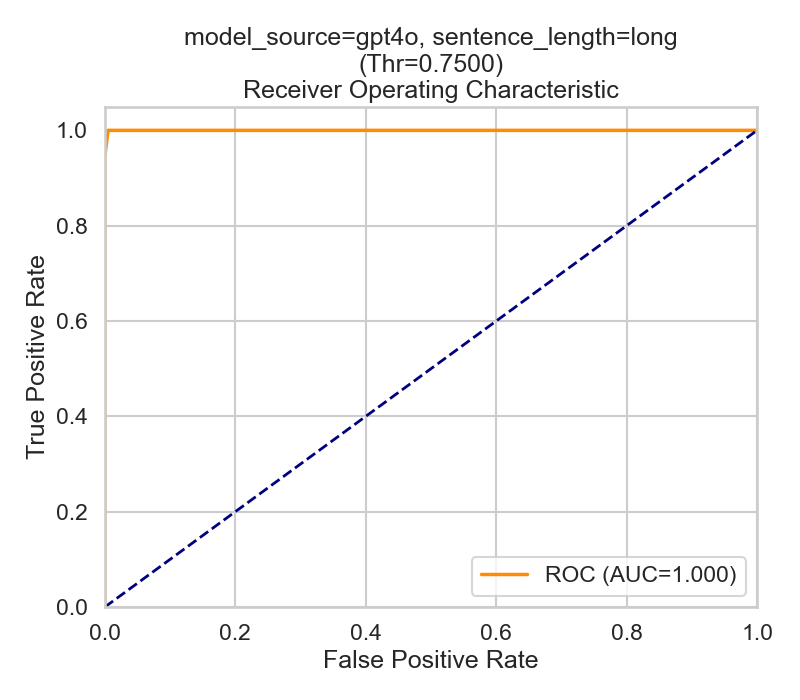 model_source=gpt4o, sentence_length=long
(Thr=0.7500)
Receiver Operating Characteristic
1.0
0.8
0.6
0.4
0.2
0.0
True Positive Rate
ROC (AUC=1.000)
0.0 0.2 0.4 0.6 0.8 1.0
False Positive Rate